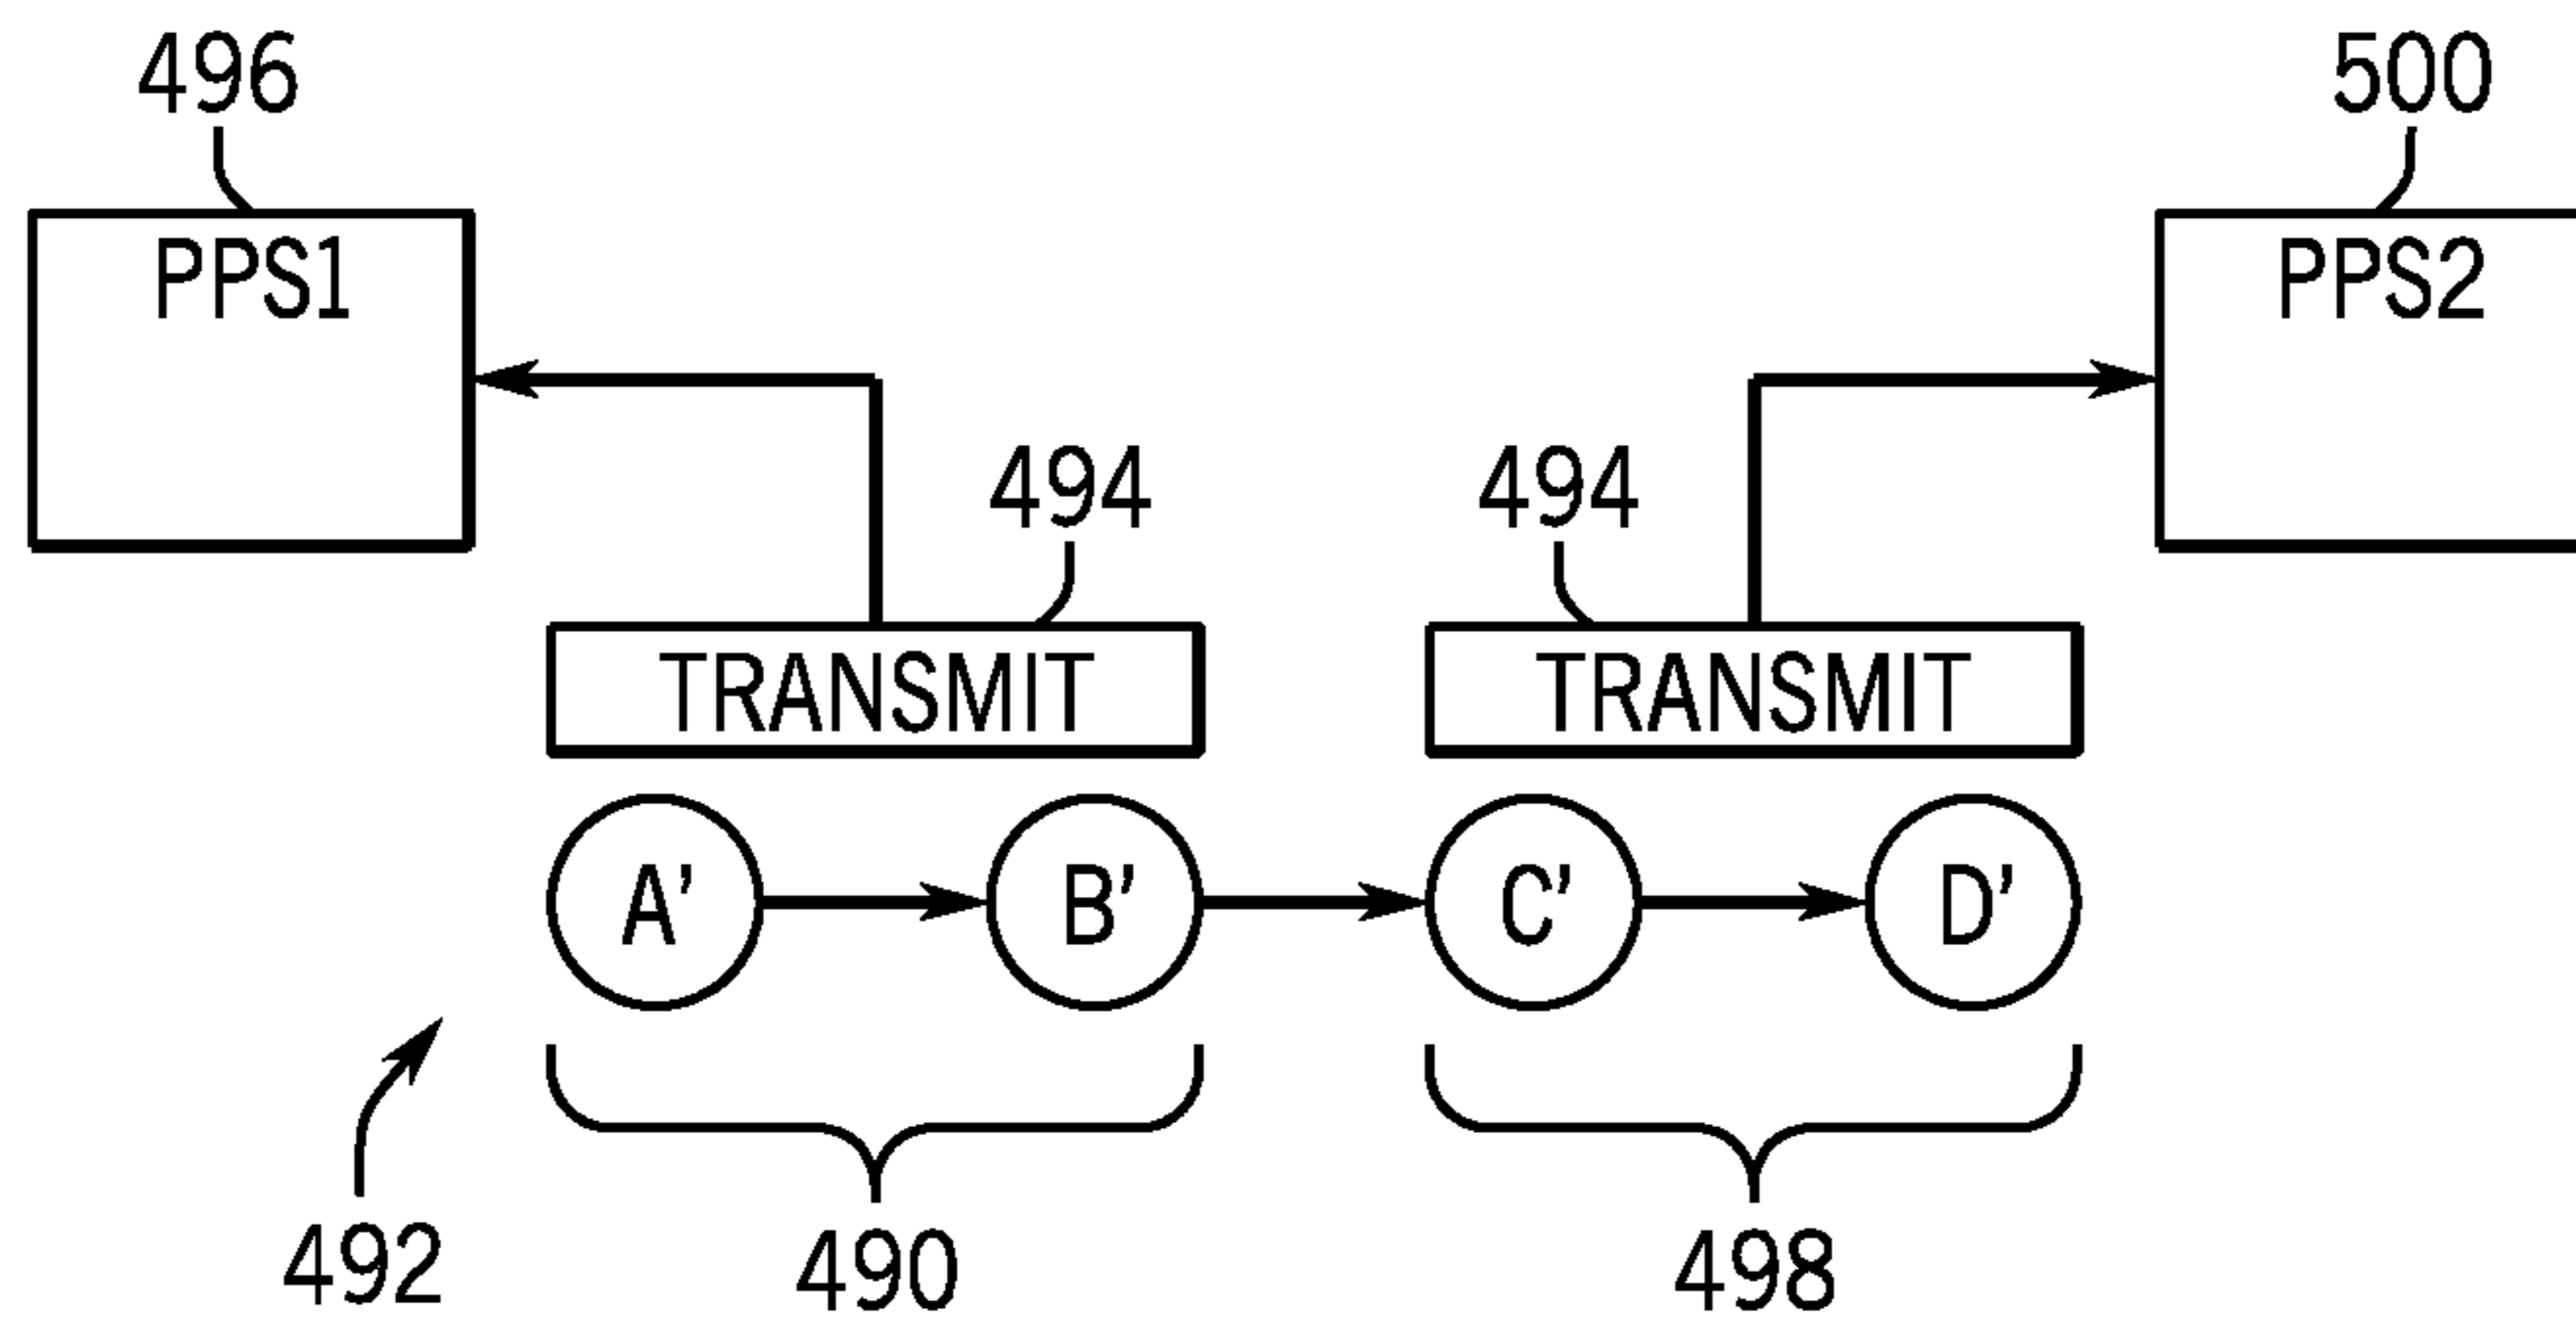 496
500
PPS1
PPS2
494
494
TRANSMIT
TRANSMIT
A’
B’
C’
D’
492
490
498